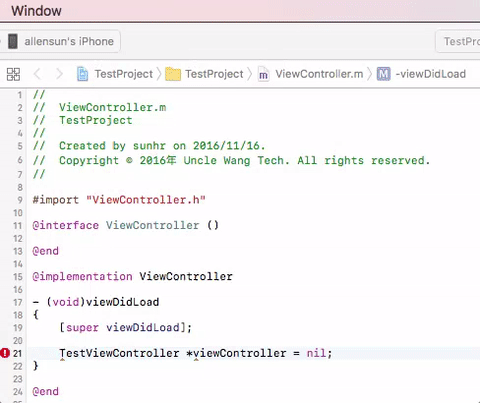 Window
allensun's iPhone
TestPro
TestProject
TestProject
ViewController.m
M
-viewDidLoad
1 //
2 //  ViewController.m
3 //  TestProject
4 //
5 //  Created by sunhr on 2016/11/16.
6 //  Copyright © 2016年 Uncle Wang Tech. All rights reserved.
7 //
8
9 #import "ViewController.h"
10
11 @interface ViewController ()
12
13 @end
14
15 @implementation ViewController
16
17 - (void)viewDidLoad
18 {
19     [super viewDidLoad];
20
21     TestViewController *viewController = nil;
22 }
23
24 @end